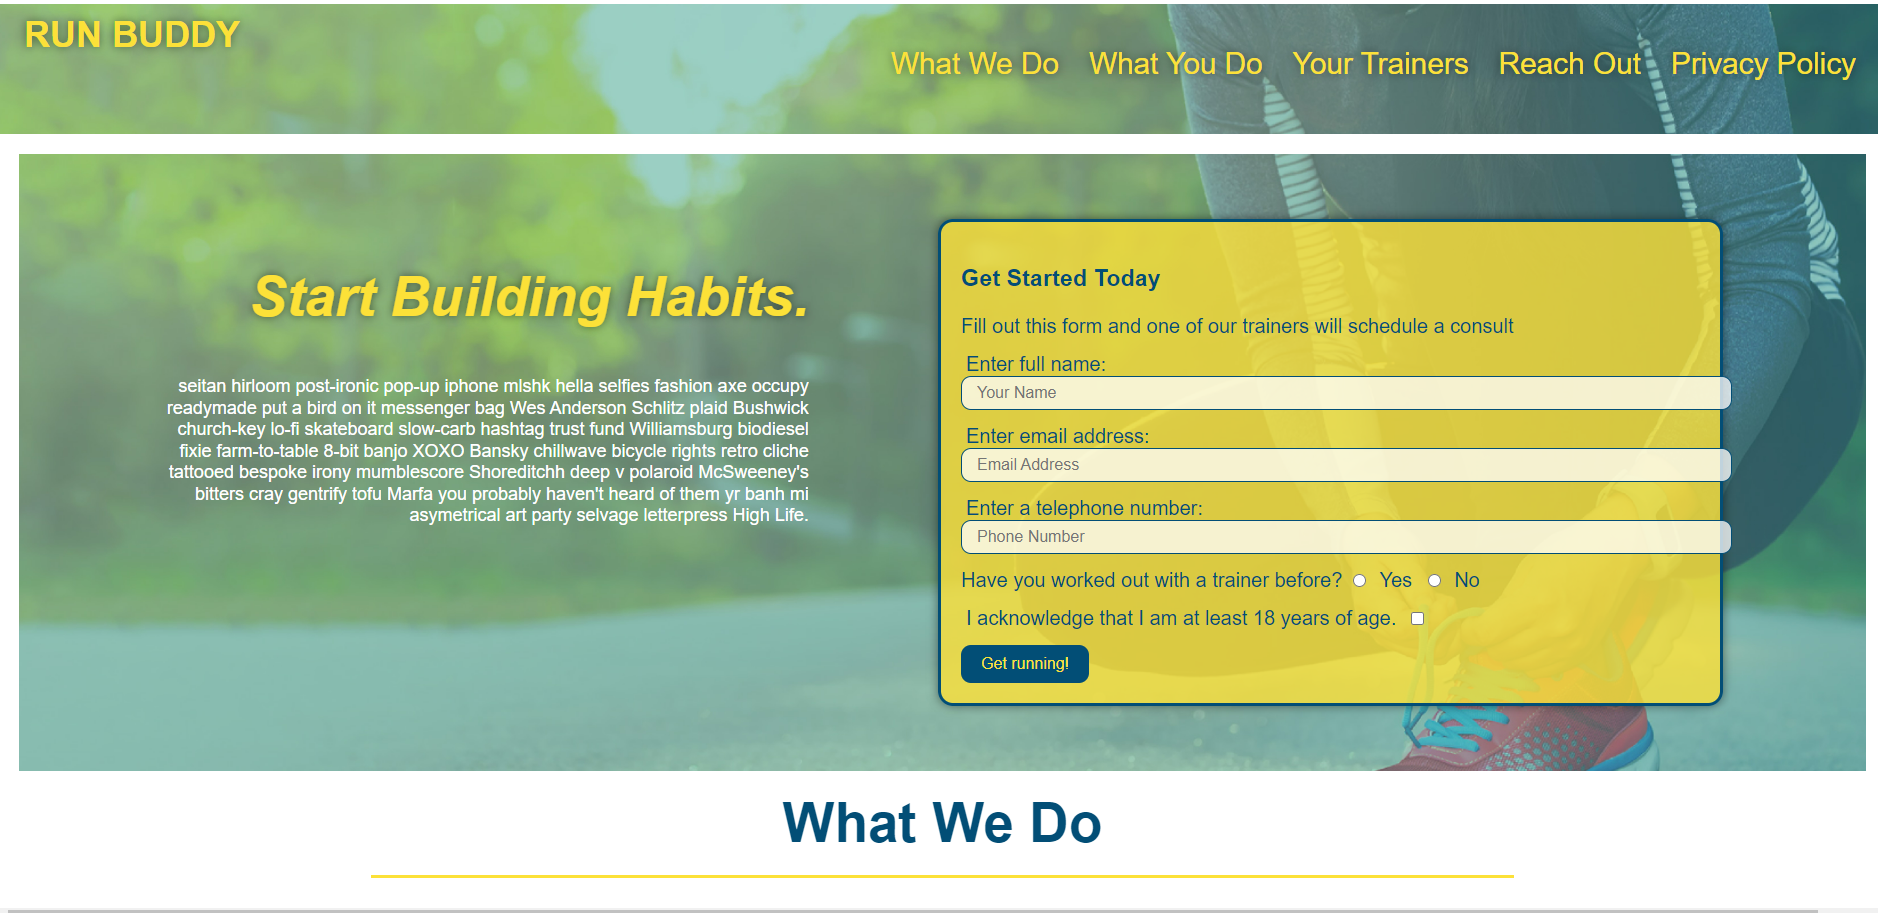 RUN BUDDY
What We Do What You Do Your Trainers Reach Out Privacy Policy
Start Building Habits.
seitan hirloom post-ironic pop-up iphone mlshk hella selfies fashion axe occupy
readymade put a bird on it messenger bag Wes Anderson Schlitz plaid Bushwick
church-key lo-fi skateboard slow-carb hashtag trust fund Williamsburg biodiesel
fixie farm-to-table 8-bit banjo XOXO Bansky chillwave bicycle rights retro cliche
tattooed bespoke irony mumblescore Shoreditchh deep v polaroid McSweeney's
bitters cray gentrify tofu Marfa you probably haven't heard of them yr banh mi
asymetrical art party selvage letterpress High Life.
Get Started Today
Fill out this form and one of our trainers will schedule a consult
Enter full name:
Your Name
Enter email address:
Email Address
Enter a telephone number:
Phone Number
Have you worked out with a trainer before? Yes No
I acknowledge that I am at least 18 years of age.
Get running!
What We Do